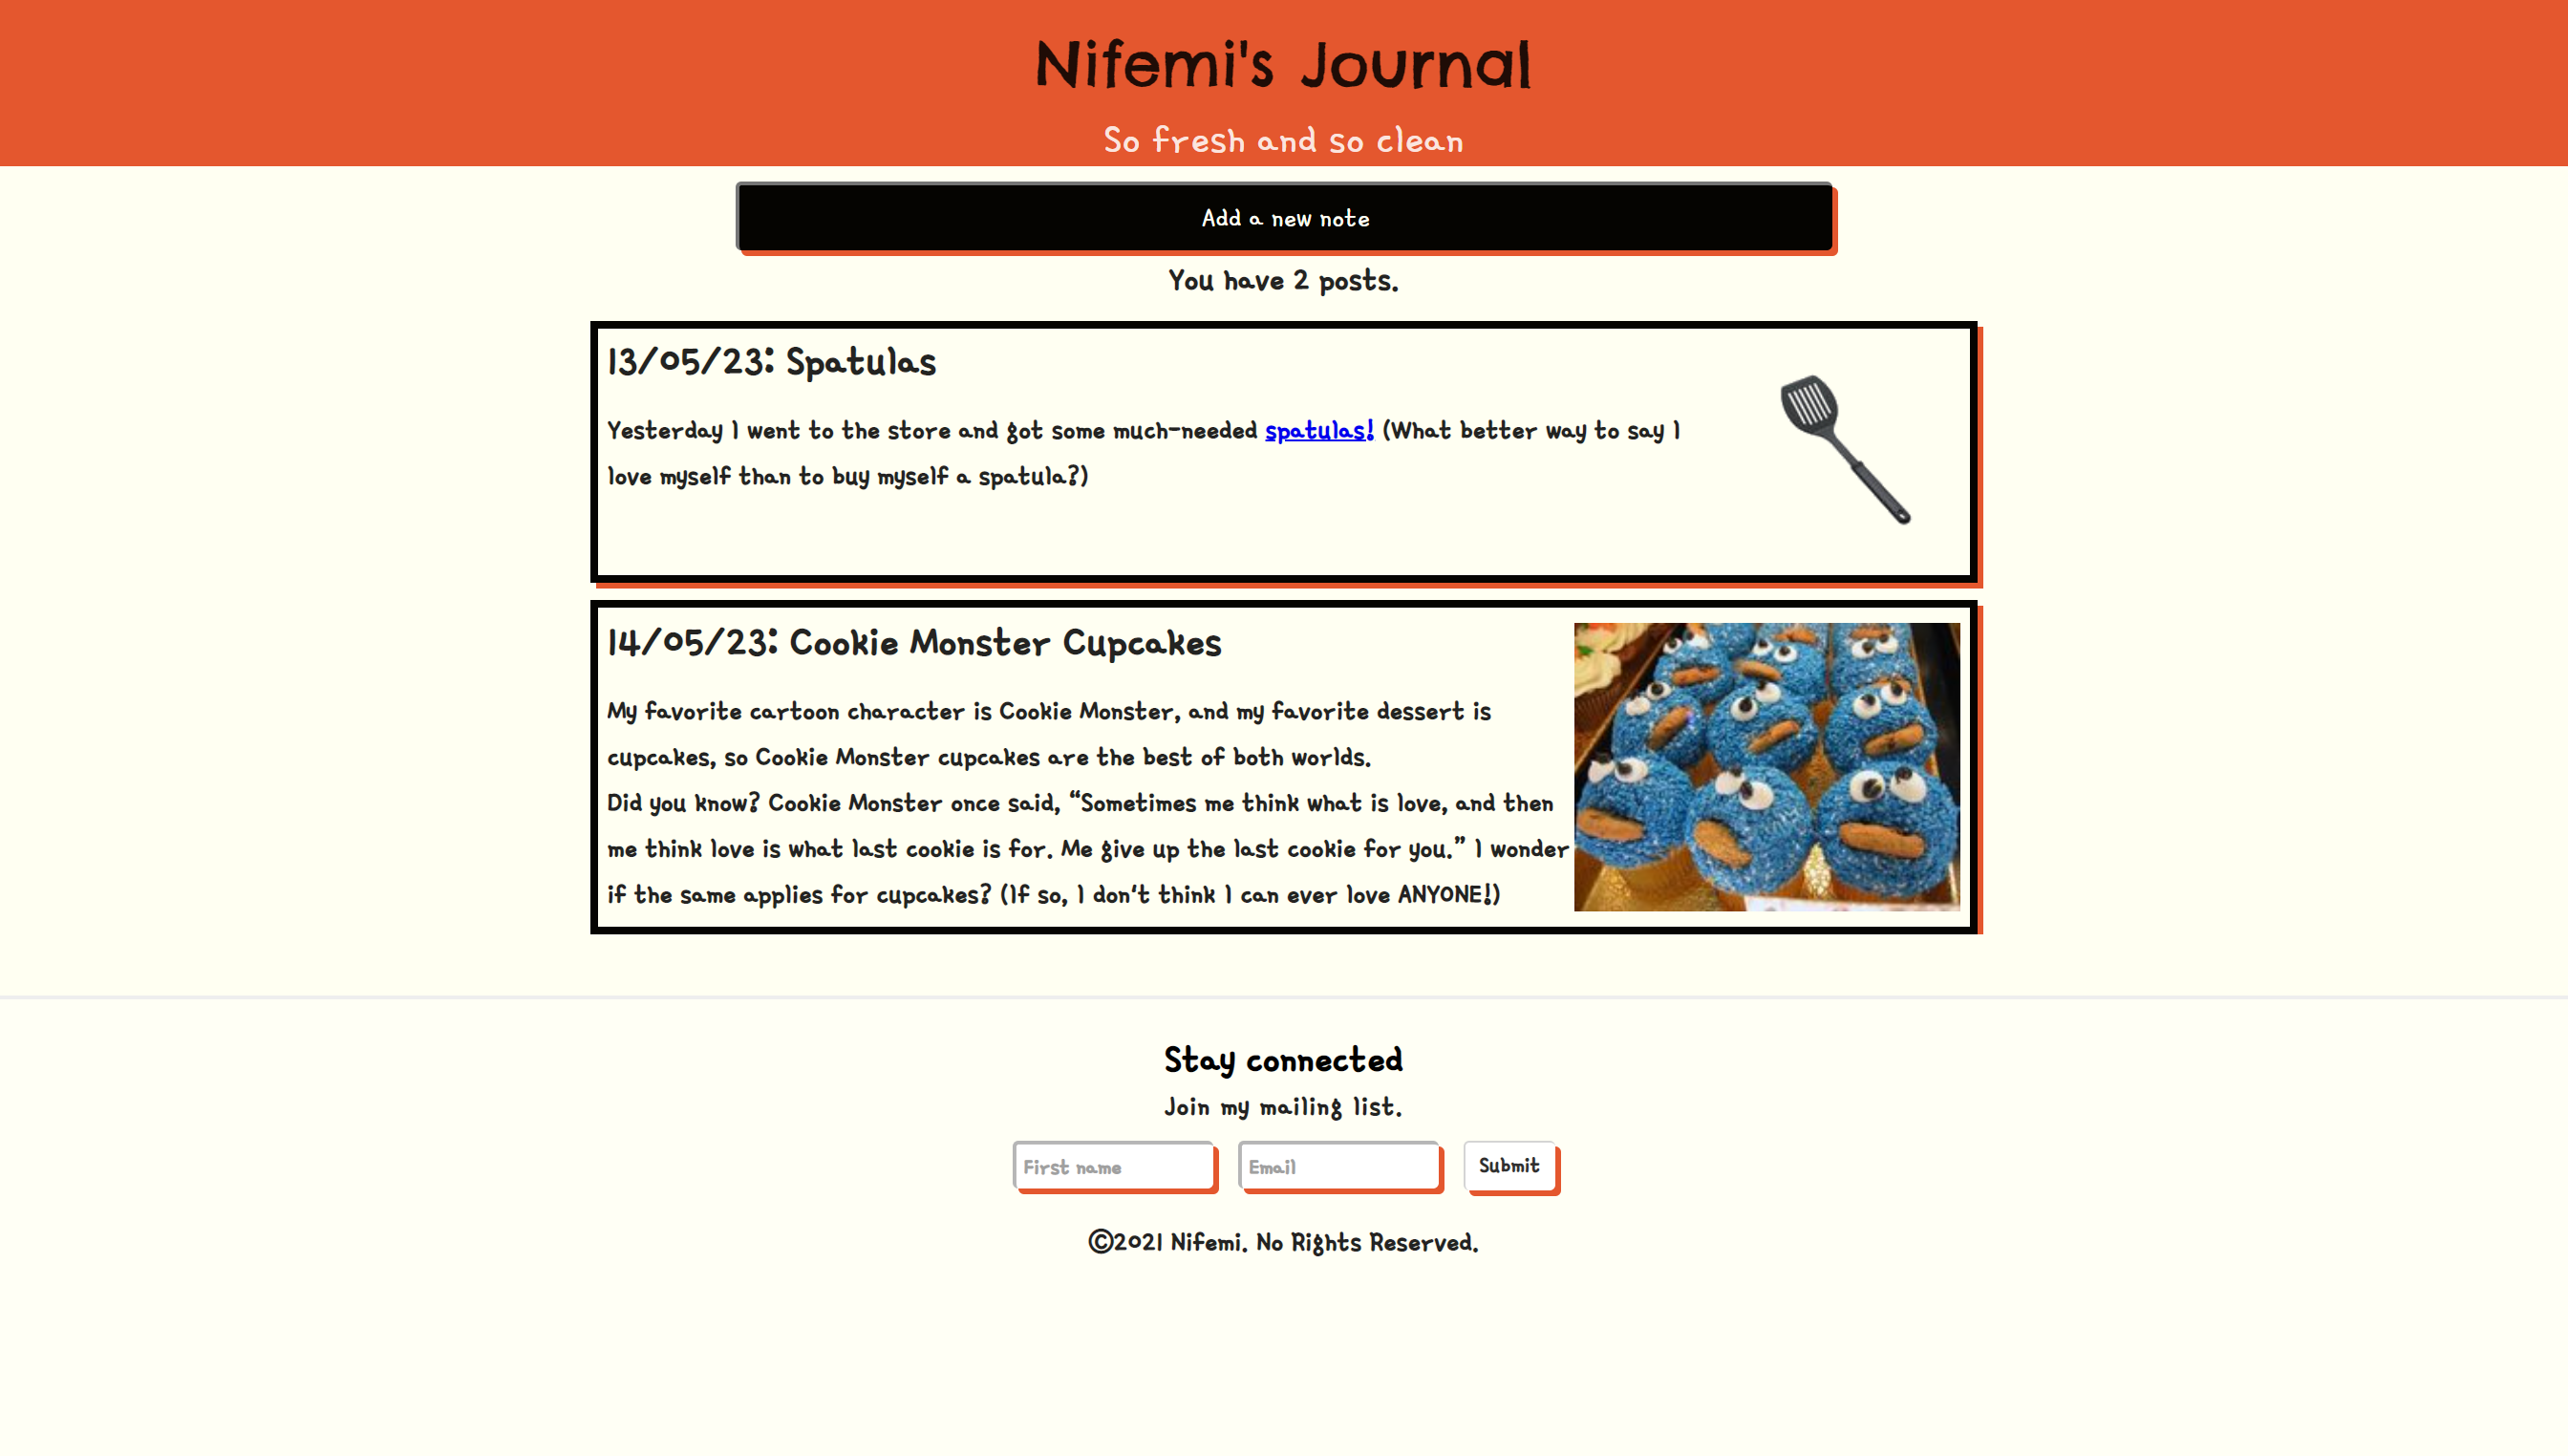 Nifemi's Journal
So fresh and so clean
Add a new note
You have 2 posts.
13/05/23: Spatulas
Yesterday I went to the store and got some much-needed spatulas! (What better way to say I
love myself than to buy myself a spatula?)
14/05/23: Cookie Monster Cupcakes
My favorite cartoon character is Cookie Monster, and my favorite dessert is
cupcakes, so Cookie Monster cupcakes are the best of both worlds.
Did you know? Cookie Monster once said, “Sometimes me think what is love, and then
me think love is what last cookie is for. Me give up the last cookie for you.” I wonder
if the same applies for cupcakes? (If so, I don't think I can ever love ANYONE!)
Stay connected
Join my mailing list.
First name Email Submit
©2021 Nifemi. No Rights Reserved.